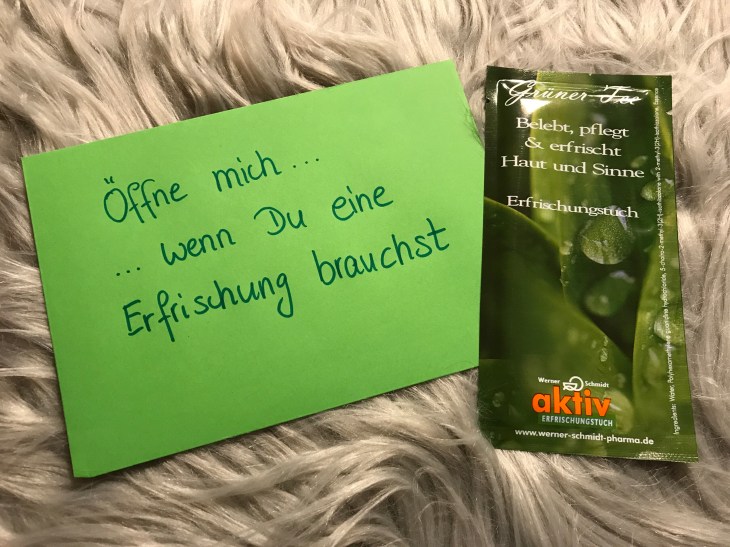 Öffne mich...
... wenn Du eine
Erfrischung brauchst
Grüner Tee
Belebt, pflegt
& erfrischt
Haut und Sinne
Erfrischungstuch
Werner Schmidt
aktiv
ERFRISCHUNGSTUCH
www.werner-schmidt-pharma.de